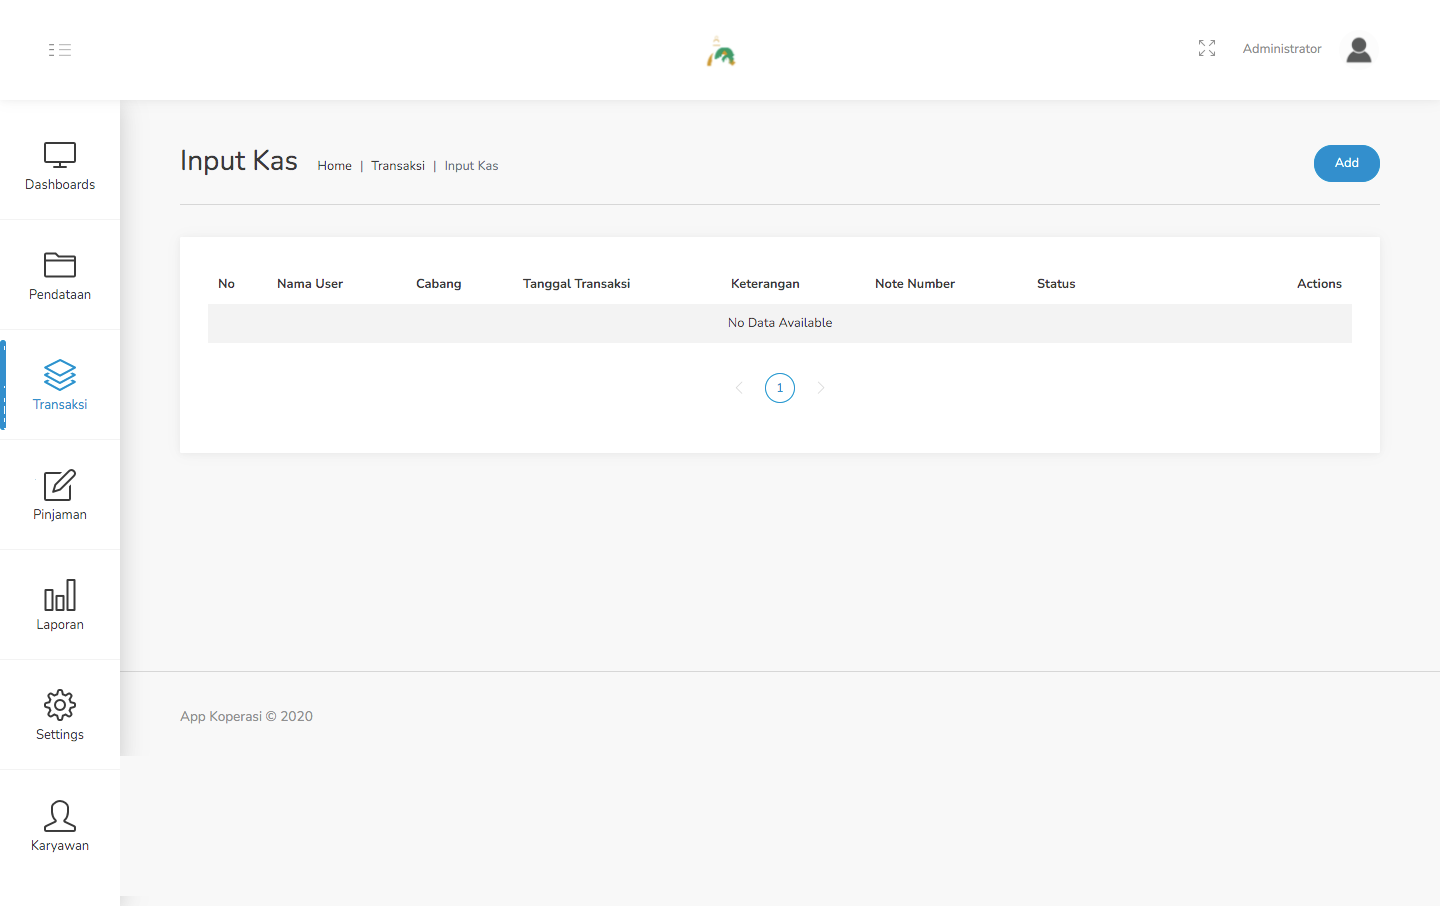 Administrator
Dashboards
Pendataan
Transaksi
Pinjaman
Laporan
Settings
Karyawan
Input Kas Home | Transaksi | Input Kas Add
No Nama User Cabang Tanggal Transaksi Keterangan Note Number Status Actions
No Data Available
1
App Koperasi © 2020